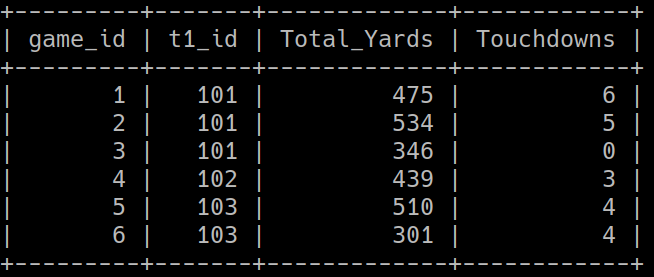 +---------+-------+-------------+------------+
| game_id | t1_id | Total_Yards | Touchdowns |
+---------+-------+-------------+------------+
|       1 |   101 |         475 |          6 |
|       2 |   101 |         534 |          5 |
|       3 |   101 |         346 |          0 |
|       4 |   102 |         439 |          3 |
|       5 |   103 |         510 |          4 |
|       6 |   103 |         301 |          4 |
+---------+-------+-------------+------------+